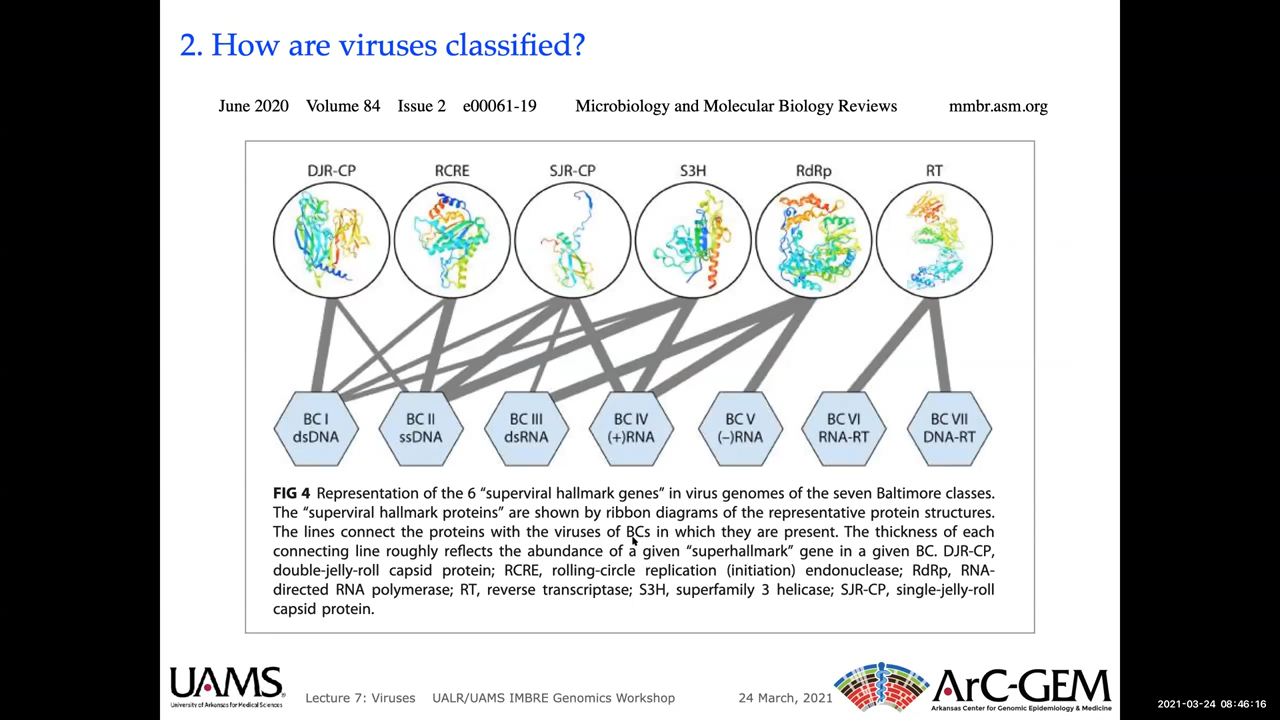 2. How are viruses classified?
June 2020 Volume 84 Issue 2 e00061-19 Microbiology and Molecular Biology Reviews mmbr.asm.org
DJR-CP RCRE SJR-CP S3H RdRp RT
BC I
dsDNA
BC II
ssDNA
BC III
dsRNA
BC IV
(+)RNA
BC V
(–)RNA
BC VI
RNA-RT
BC VII
DNA-RT
FIG 4 Representation of the 6 “superviral hallmark genes” in virus genomes of the seven Baltimore classes.
The “superviral hallmark proteins” are shown by ribbon diagrams of the representative protein structures.
The lines connect the proteins with the viruses of BCs in which they are present. The thickness of each
connecting line roughly reflects the abundance of a given “superhallmark” gene in a given BC. DJR-CP,
double-jelly-roll capsid protein; RCRE, rolling-circle replication (initiation) endonuclease; RdRp, RNA-
directed RNA polymerase; RT, reverse transcriptase; S3H, superfamily 3 helicase; SJR-CP, single-jelly-roll
capsid protein.
UAMS
University of Arkansas for Medical Sciences
Lecture 7: Viruses UALR/UAMS IMBRE Genomics Workshop 24 March, 2021
ArC-GEM
Arkansas Center for Genomic Epidemiology & Medicine
2021-03-24 08:46:16